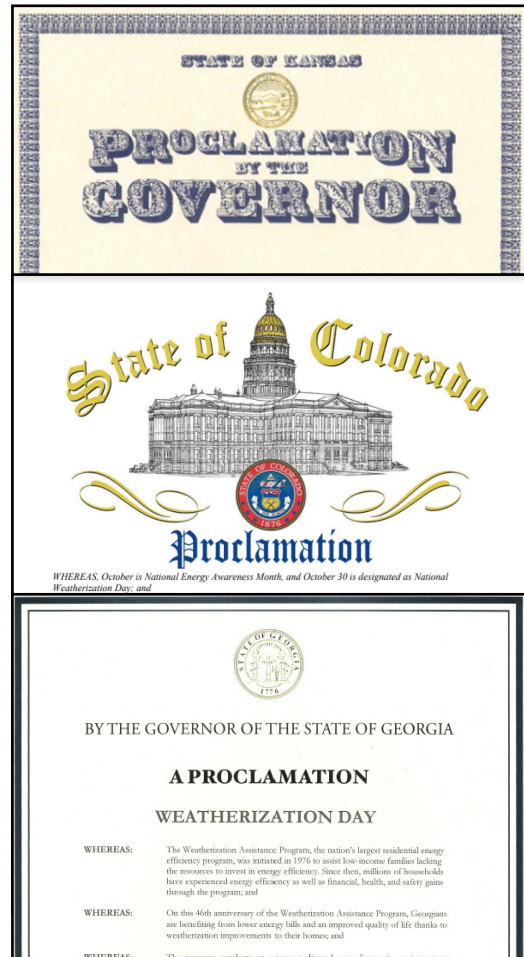 STATE OF KANSAS
PROCLAMATION
BY THE
GOVERNOR
State of Colorado
STATE OF COLORADO
1876
Proclamation
WHEREAS, October is National Energy Awareness Month, and October 30 is designated as National
Weatherization Day; and
STATE OF GEORGIA
1776
BY THE GOVERNOR OF THE STATE OF GEORGIA
A PROCLAMATION
WEATHERIZATION DAY
WHEREAS: The Weatherization Assistance Program, the nation's largest residential energy
efficiency program, was initiated in 1976 to assist low-income families lacking
the resources to invest in energy efficiency. Since then, millions of households
have experienced energy efficiency as well as financial, health, and safety gains
through the program; and
WHEREAS: On this 46th anniversary of the Weatherization Assistance Program, Georgians
are benefiting from lower energy bills and an improved quality of life thanks to
weatherization improvements to their homes; and